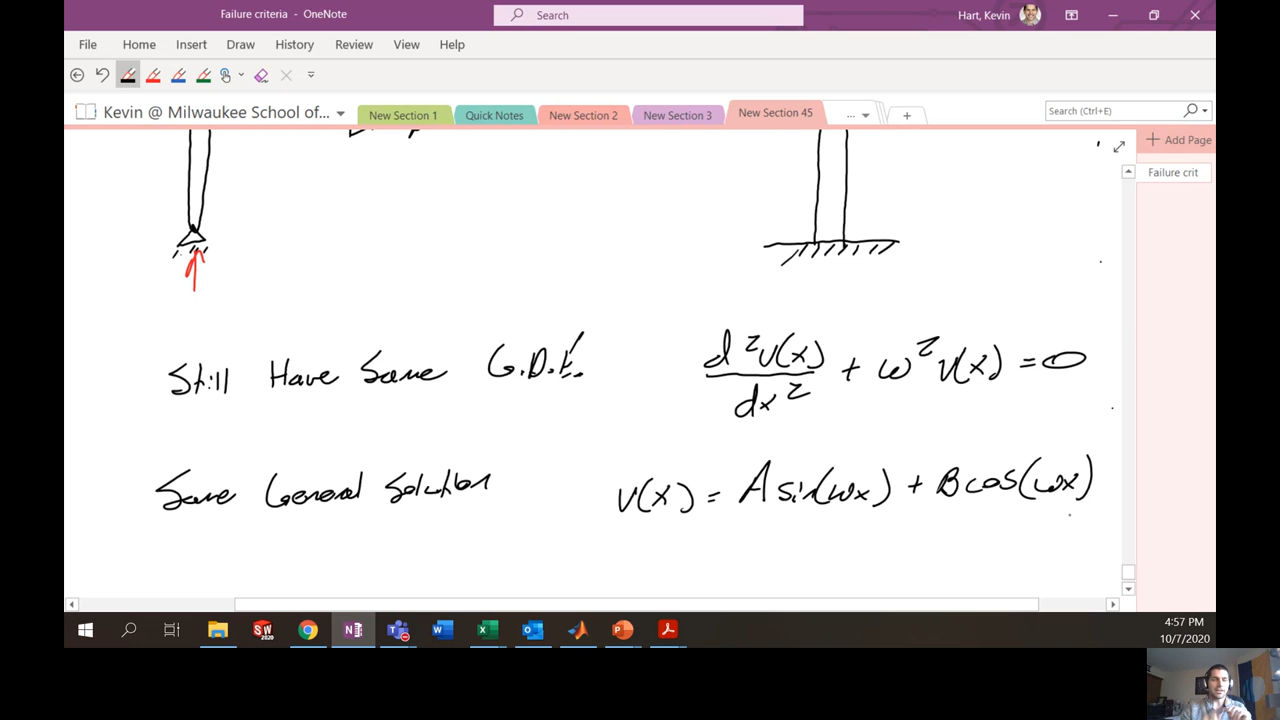 Failure criteria - OneNote
Search
Hart, Kevin
File Home Insert Draw History Review View Help
Kevin @ Milwaukee School of...
New Section 1
Quick Notes
New Section 2
New Section 3
New Section 45
...
Search (Ctrl+E)
Add Page
Failure crit
Still Have Same G.D.E.
d²v(x)/dx² + ω² v(x) = 0
Same General Solution
v(x) = A sin(ωx) + B cos(ωx)
4:57 PM
10/7/2020